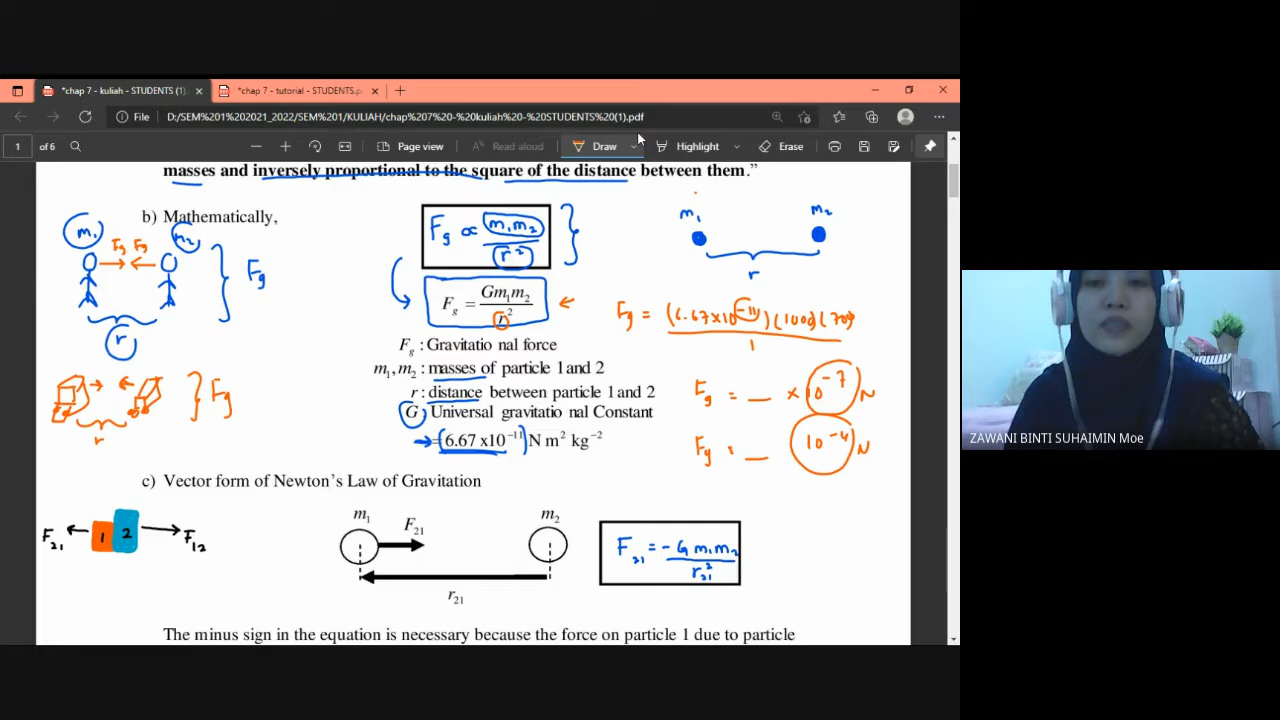 *chap 7 - kuliah - STUDENTS (1).
*chap 7 - tutorial - STUDENTS.p
File
D:/SEM%201%202021_2022/SEM%201/KULIAH/chap%207%20-%20kuliah%20-%20STUDENTS%20(1).pdf
1 of 6
Page view
Read aloud
Draw
Highlight
Erase
masses and inversely proportional to the square of the distance between them."
b) Mathematically,
m₁ m₂
Fg Fg
Fg
r
Fg ∝ m₁m₂ / r²
m₁ m₂
r
F_g = Gm₁m₂ / r²
Fg = (6.67×10⁻¹¹)(100)(70) / 1
F_g : Gravitatio nal force
m₁, m₂ : masses of particle 1 and 2
r : distance between particle 1 and 2
G : Universal gravitatio nal Constant
= 6.67 x10⁻¹¹ N m² kg⁻²
Fg
r
Fg = __ × 10⁻⁷ N
Fg = __ 10⁻⁴ N
c) Vector form of Newton's Law of Gravitation
F₂₁ 1 2 F₁₂
m₁ F₂₁ m₂
r₂₁
F₂₁ = - G m₁m₂ / r₂₁²
The minus sign in the equation is necessary because the force on particle 1 due to particle
ZAWANI BINTI SUHAIMIN Moe